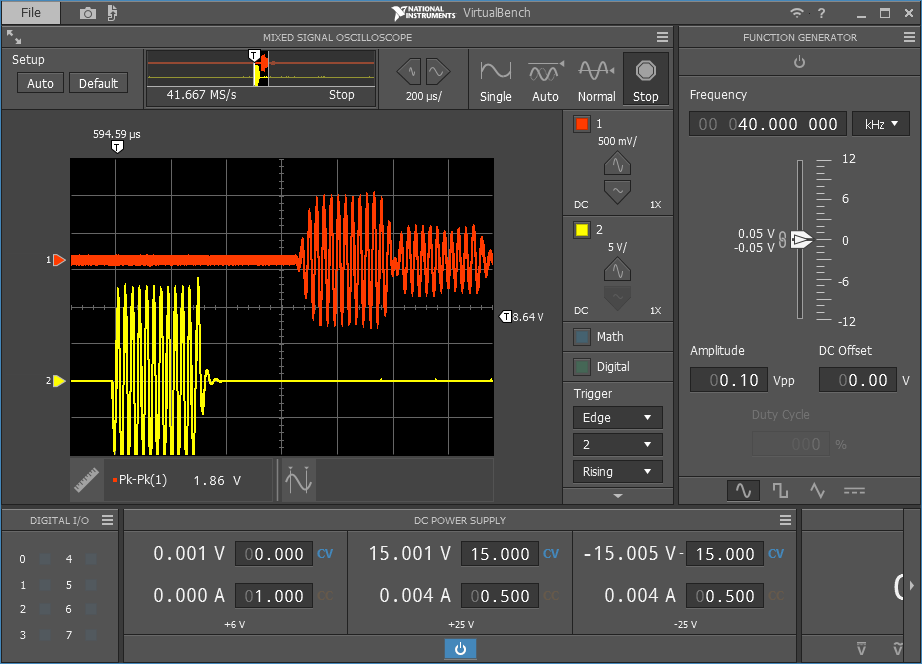 File
NATIONAL INSTRUMENTS VirtualBench
?
MIXED SIGNAL OSCILLOSCOPE
FUNCTION GENERATOR
Setup
Auto
Default
T
41.667 MS/s
Stop
200 µs/
Single
Auto
Normal
Stop
594.59 µs
T
1
2
T 8.64 V
Pk-Pk(1)
1.86 V
1
500 mV/
DC
1X
2
5 V/
DC
1X
Math
Digital
Trigger
Edge
2
Rising
Frequency
00 040.000 000
kHz
12
6
0
-6
-12
0.05 V
-0.05 V
Amplitude
DC Offset
00.10 Vpp
00.00 V
Duty Cycle
000 %
DIGITAL I/O
0
4
1
5
2
6
3
7
DC POWER SUPPLY
0.001 V
00.000
CV
0.000 A
01.000
CC
+6 V
15.001 V
15.000
CV
0.004 A
00.500
CC
+25 V
-15.005 V
-15.000
CV
0.004 A
00.500
CC
-25 V
V
V